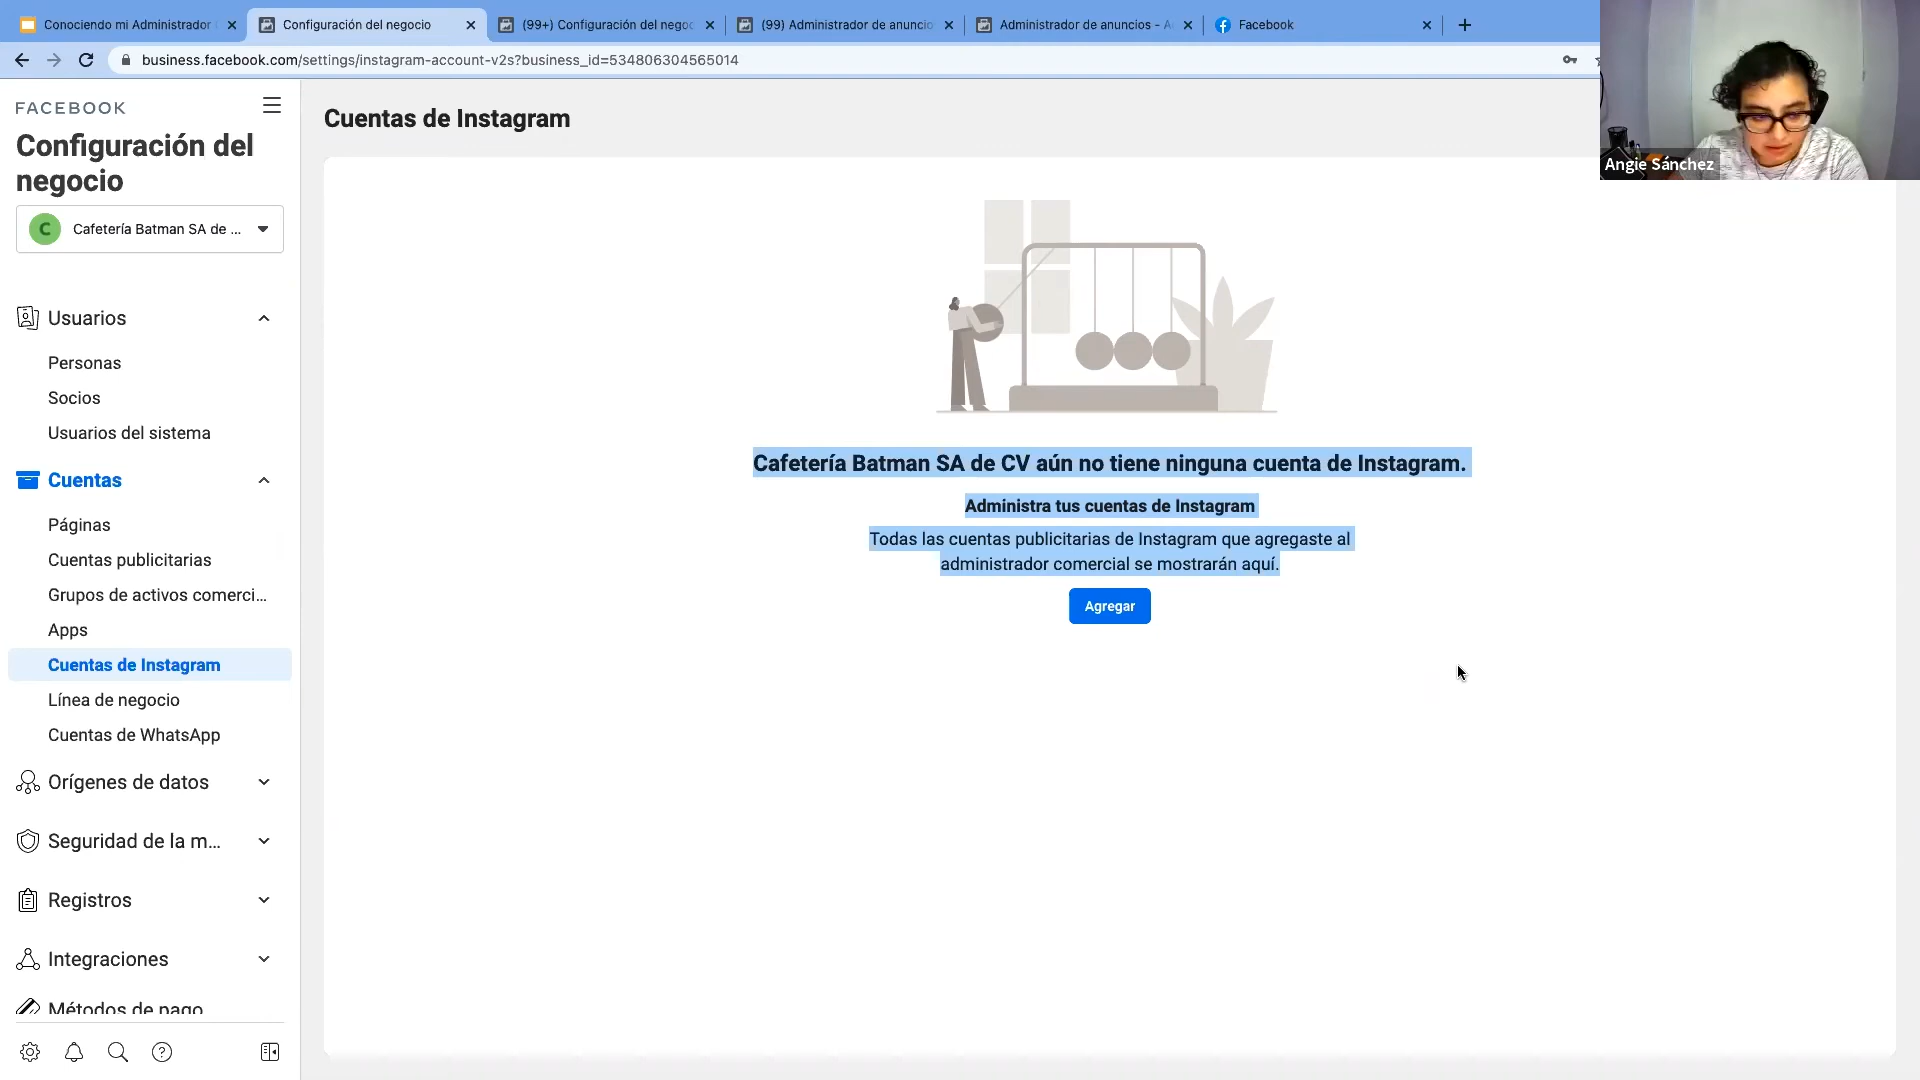 Conociendo mi Administrador
Configuración del negocio
(99+) Configuración del negoc
(99) Administrador de anuncio
Administrador de anuncios - A
Facebook
business.facebook.com/settings/instagram-account-v2s?business_id=534806304565014
Angie Sánchez
FACEBOOK
Configuración del
negocio
C
Cafetería Batman SA de ...
Usuarios
Personas
Socios
Usuarios del sistema
Cuentas
Páginas
Cuentas publicitarias
Grupos de activos comerci...
Apps
Cuentas de Instagram
Línea de negocio
Cuentas de WhatsApp
Orígenes de datos
Seguridad de la m...
Registros
Integraciones
Métodos de pago
Cuentas de Instagram
Cafetería Batman SA de CV aún no tiene ninguna cuenta de Instagram.
Administra tus cuentas de Instagram
Todas las cuentas publicitarias de Instagram que agregaste al
administrador comercial se mostrarán aquí.
Agregar